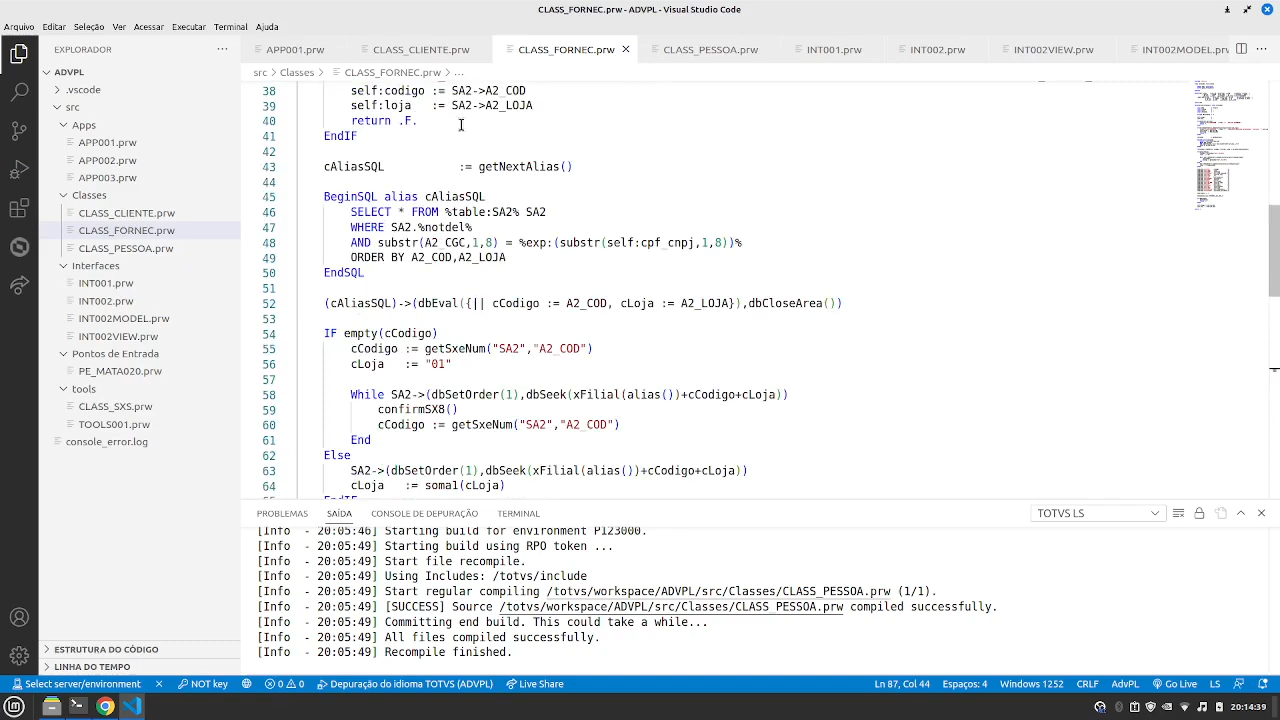 CLASS_FORNEC.prw - ADVPL - Visual Studio Code
Arquivo Editar Seleção Ver Acessar Executar Terminal Ajuda
EXPLORADOR
ADVPL
.vscode
src
Apps
APP001.prw
APP002.prw
APP003.prw
Classes
CLASS_CLIENTE.prw
CLASS_FORNEC.prw
CLASS_PESSOA.prw
Interfaces
INT001.prw
INT002.prw
INT002MODEL.prw
INT002VIEW.prw
Pontos de Entrada
PE_MATA020.prw
tools
CLASS_SXS.prw
TOOLS001.prw
console_error.log
ESTRUTURA DO CÓDIGO
LINHA DO TEMPO
APP001.prw CLASS_CLIENTE.prw CLASS_FORNEC.prw CLASS_PESSOA.prw INT001.prw INT002.prw INT002VIEW.prw INT002MODEL.prw
src > Classes > CLASS_FORNEC.prw > ...
38 self:codigo := SA2->A2_COD
39 self:loja := SA2->A2_LOJA
40 return .F.
41 EndIF
42
43 cAliasSQL := getNextAlias()
44
45 BeginSQL alias cAliasSQL
46 SELECT * FROM %table:SA2% SA2
47 WHERE SA2.%notdel%
48 AND substr(A2_CGC,1,8) = %exp:(substr(self:cpf_cnpj,1,8))%
49 ORDER BY A2_COD,A2_LOJA
50 EndSQL
51
52 (cAliasSQL)->(dbEval({|| cCodigo := A2_COD, cLoja := A2_LOJA}),dbCloseArea())
53
54 IF empty(cCodigo)
55 cCodigo := getSxeNum("SA2","A2_COD")
56 cLoja := "01"
57
58 While SA2->(dbSetOrder(1),dbSeek(xFilial(alias())+cCodigo+cLoja))
59 confirmSX8()
60 cCodigo := getSxeNum("SA2","A2_COD")
61 End
62 Else
63 SA2->(dbSetOrder(1),dbSeek(xFilial(alias())+cCodigo+cLoja))
64 cLoja := soma1(cLoja)
65 EndIF
PROBLEMAS SAÍDA CONSOLE DE DEPURAÇÃO TERMINAL TOTVS LS
[Info - 20:05:46] Starting build for environment P123000.
[Info - 20:05:49] Starting build using RPO token ...
[Info - 20:05:49] Start file recompile.
[Info - 20:05:49] Using Includes: /totvs/include
[Info - 20:05:49] Start regular compiling /totvs/workspace/ADVPL/src/Classes/CLASS_PESSOA.prw (1/1).
[Info - 20:05:49] [SUCCESS] Source /totvs/workspace/ADVPL/src/Classes/CLASS_PESSOA.prw compiled successfully.
[Info - 20:05:49] Committing end build. This could take a while...
[Info - 20:05:49] All files compiled successfully.
[Info - 20:05:49] Recompile finished.
Select server/environment NOT key 0 0 Depuração do idioma TOTVS (ADVPL) Live Share Ln 87, Col 44 Espaços: 4 Windows 1252 CRLF AdvPL Go Live LS
20:14:39